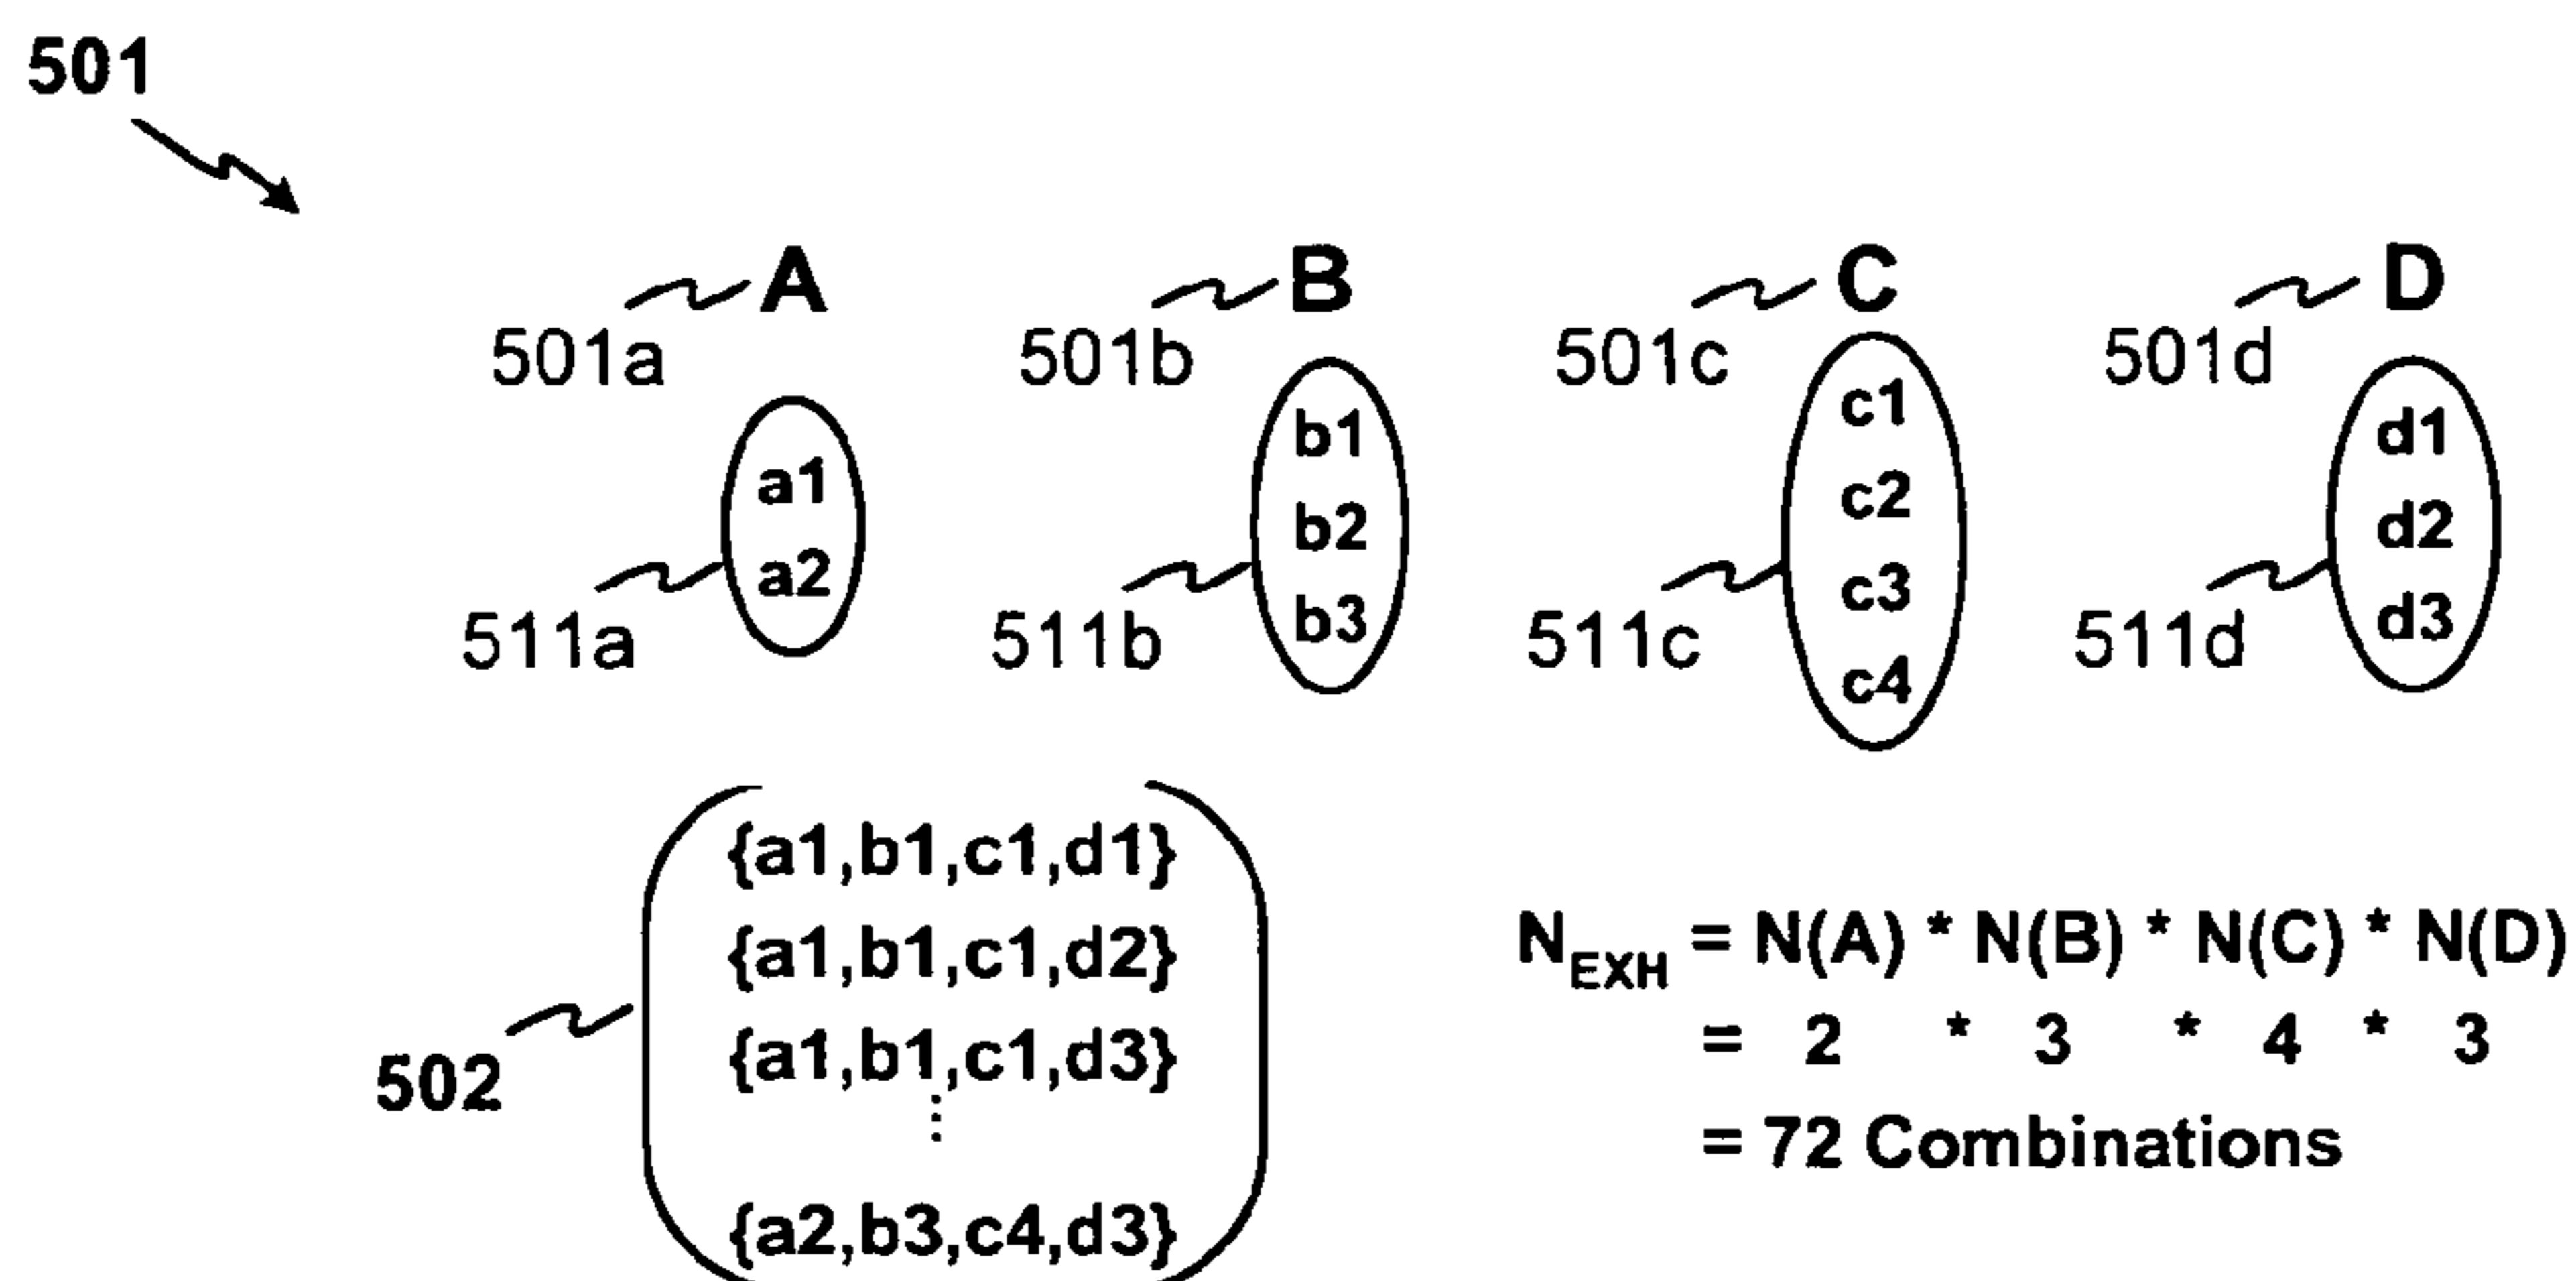 501
A B C D
501a 501b 501c 501d
a1
a2
511a
b1
b2
b3
511b
c1
c2
c3
c4
511c
d1
d2
d3
511d
{a1,b1,c1,d1}
{a1,b1,c1,d2}
{a1,b1,c1,d3}
⋮
{a2,b3,c4,d3}
502
N_EXH = N(A) * N(B) * N(C) * N(D)
= 2 * 3 * 4 * 3
= 72 Combinations